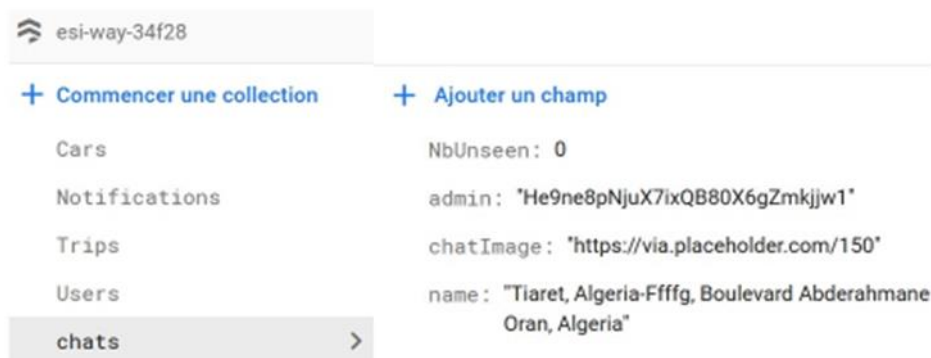 esi-way-34f28
+ Commencer une collection
Cars
Notifications
Trips
Users
chats >
+ Ajouter un champ
NbUnseen: 0
admin: "He9ne8pNjuX7ixQB80X6gZmkjjw1"
chatImage: "https://via.placeholder.com/150"
name: "Tiaret, Algeria-Ffffg, Boulevard Abderahmane
Oran, Algeria"